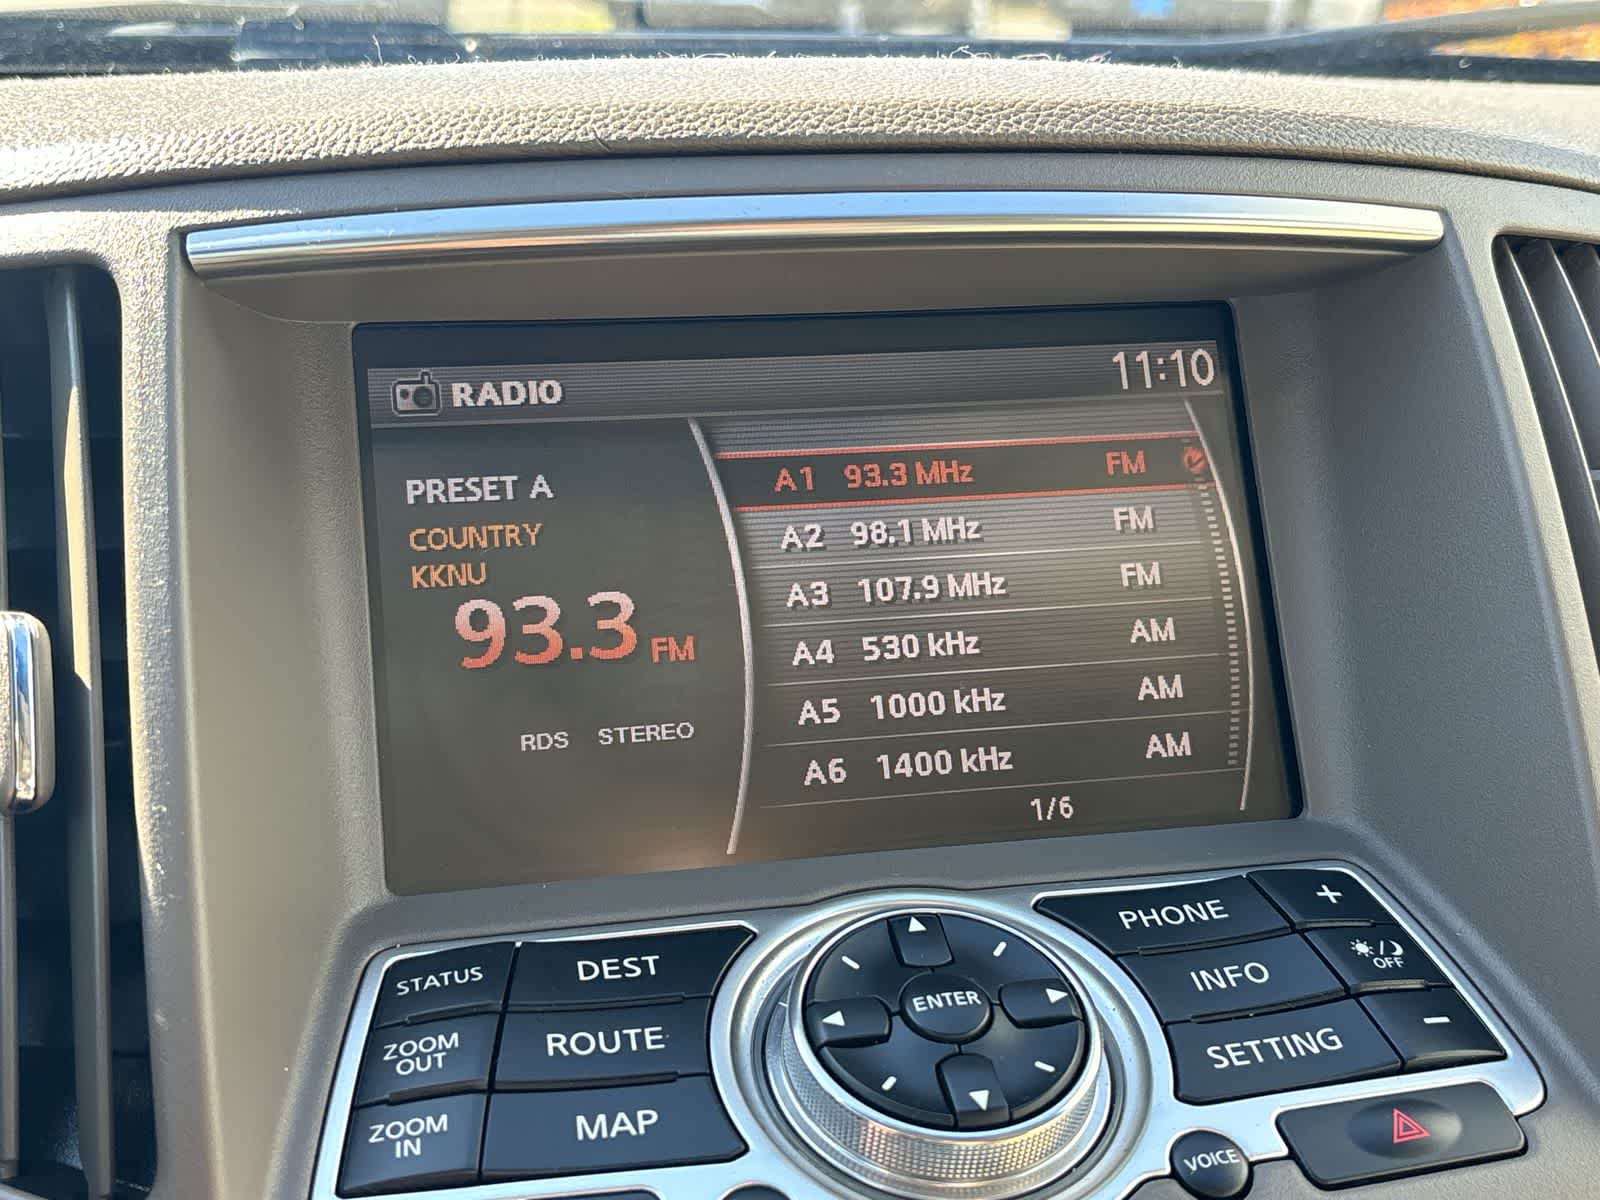 RADIO 11:10
PRESET A
COUNTRY
KKNU
93.3 FM
RDS STEREO
A1 93.3 MHz FM
A2 98.1 MHz FM
A3 107.9 MHz FM
A4 530 kHz AM
A5 1000 kHz AM
A6 1400 kHz AM
1/6
STATUS
DEST
ZOOM
OUT
ROUTE
ZOOM
IN
MAP
ENTER
PHONE
+
INFO
/
OFF
SETTING
−
VOICE